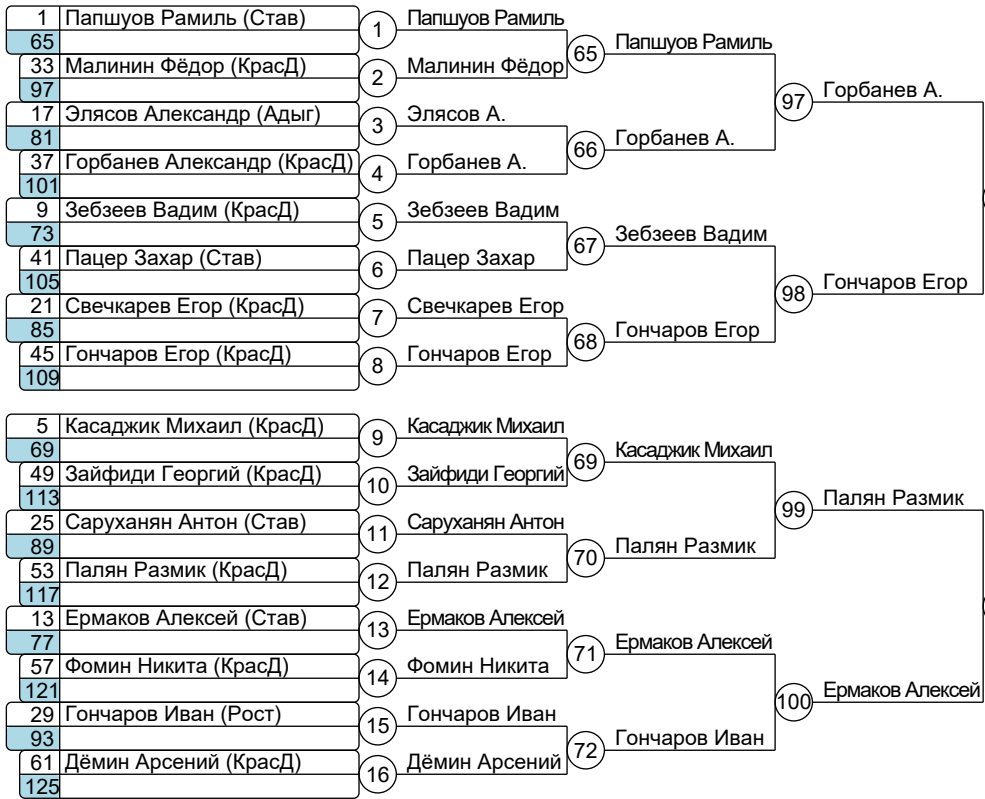 1 Папшуов Рамиль (Став) 1 Папшуов Рамиль
65 65 Папшуов Рамиль
33 Малинин Фёдор (КрасД) 2 Малинин Фёдор
97 97 Горбанев А.
17 Элясов Александр (Адыг) 3 Элясов А.
81 66 Горбанев А.
37 Горбанев Александр (КрасД) 4 Горбанев А.
101
9 Зебзеев Вадим (КрасД) 5 Зебзеев Вадим
73 67 Зебзеев Вадим
41 Пацер Захар (Став) 6 Пацер Захар
105 98 Гончаров Егор
21 Свечкарев Егор (КрасД) 7 Свечкарев Егор
85 68 Гончаров Егор
45 Гончаров Егор (КрасД) 8 Гончаров Егор
109
5 Касаджик Михаил (КрасД) 9 Касаджик Михаил
69 69 Касаджик Михаил
49 Зайфиди Георгий (КрасД) 10 Зайфиди Георгий
113 99 Палян Размик
25 Саруханян Антон (Став) 11 Саруханян Антон
89 70 Палян Размик
53 Палян Размик (КрасД) 12 Палян Размик
117
13 Ермаков Алексей (Став) 13 Ермаков Алексей
77 71 Ермаков Алексей
57 Фомин Никита (КрасД) 14 Фомин Никита
121 100 Ермаков Алексей
29 Гончаров Иван (Рост) 15 Гончаров Иван
93 72 Гончаров Иван
61 Дёмин Арсений (КрасД) 16 Дёмин Арсений
125